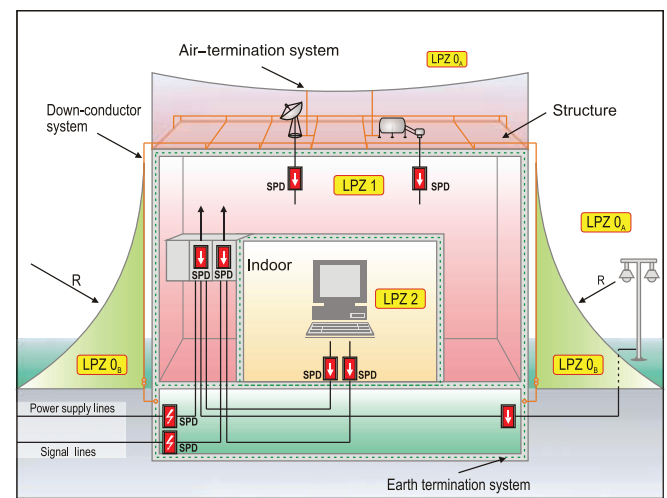 Air–termination system
LPZ 0A
Down-conductor
system
Structure
SPD
LPZ 1
SPD
LPZ 0A
R
SPD
SPD
Indoor
LPZ 2
R
LPZ 0B
SPD
SPD
LPZ 0B
Power supply lines
SPD
Signal lines
SPD
Earth termination system